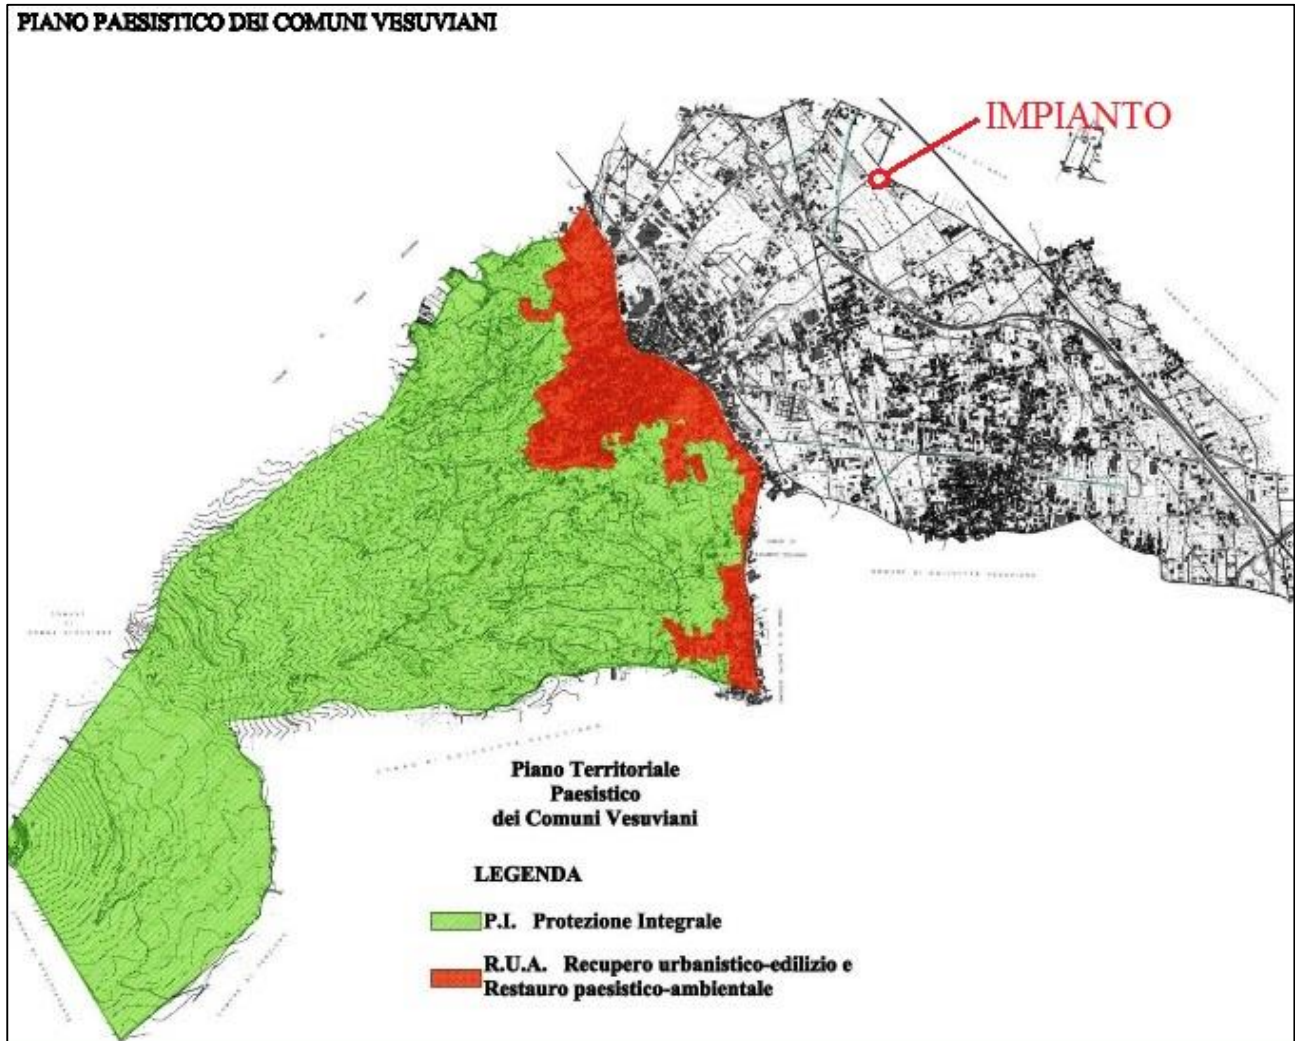 PIANO PAESISTICO DEI COMUNI VESUVIANI
IMPIANTO
Piano Territoriale
Paesistico
dei Comuni Vesuviani
LEGENDA
P.I. Protezione Integrale
R.U.A. Recupero urbanistico-edilizio e
Restauro paesistico-ambientale